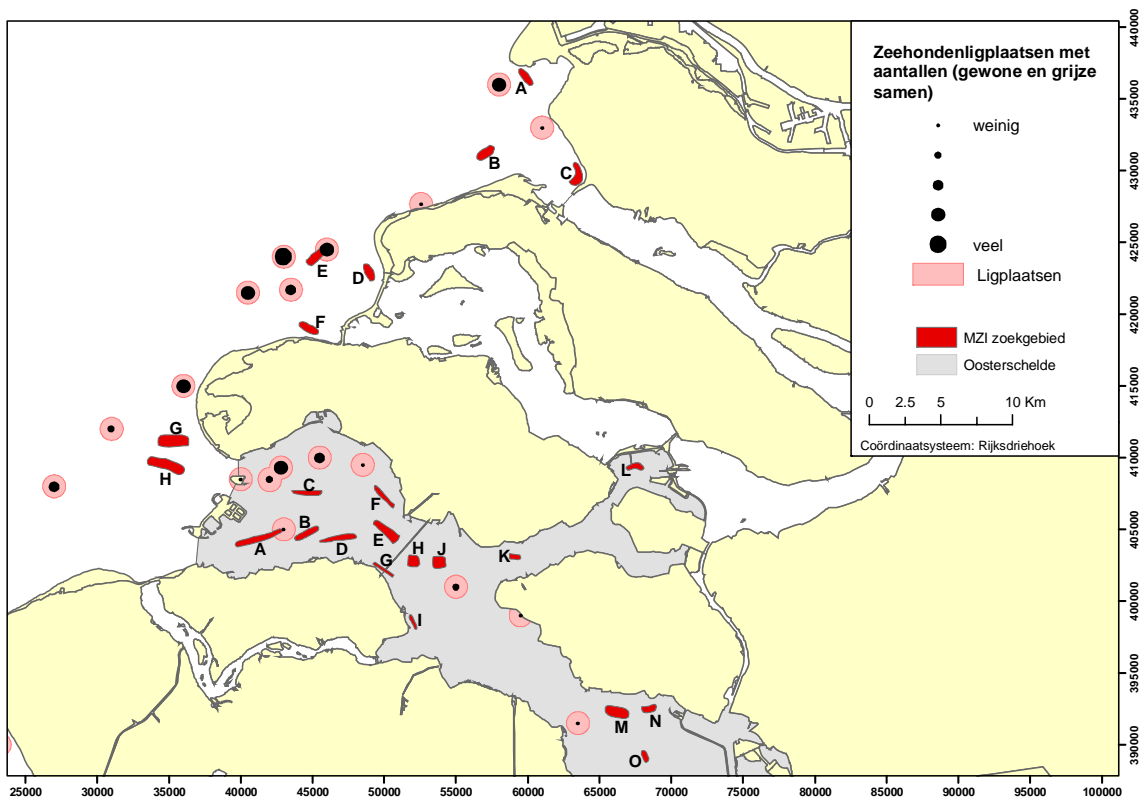 Zeehondenligplaatsen met
aantallen (gewone en grijze
samen)
weinig
veel
Ligplaatsen
MZI zoekgebied
Oosterschelde
0 2.5 5 10 Km
Coördinaatsysteem: Rijksdriehoek
A
B
C
D
E
F
G
H
A
B
C
D
E
F
G
H
I
J
K
L
M
N
O
440000
435000
430000
425000
420000
415000
410000
405000
400000
395000
390000
25000 30000 35000 40000 45000 50000 55000 60000 65000 70000 75000 80000 85000 90000 95000 100000